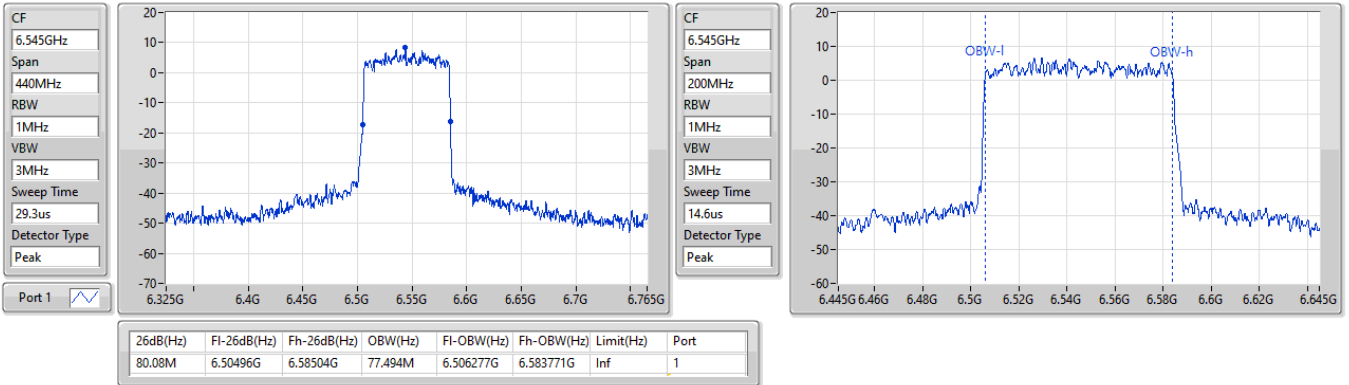 CF
6.545GHz
Span
440MHz
RBW
1MHz
VBW
3MHz
Sweep Time
29.3us
Detector Type
Peak
Port 1
20
10
0
-10
-20
-30
-40
-50
-60
-70
6.325G 6.4G 6.45G 6.5G 6.55G 6.6G 6.65G 6.7G 6.765G
CF
6.545GHz
Span
200MHz
RBW
1MHz
VBW
3MHz
Sweep Time
14.6us
Detector Type
Peak
20
10
0
-10
-20
-30
-40
-50
-60
OBW-l OBW-h
6.445G 6.46G 6.48G 6.5G 6.52G 6.54G 6.56G 6.58G 6.6G 6.62G 6.645G
26dB(Hz) Fl-26dB(Hz) Fh-26dB(Hz) OBW(Hz) Fl-OBW(Hz) Fh-OBW(Hz) Limit(Hz) Port
80.08M 6.50496G 6.58504G 77.494M 6.506277G 6.583771G Inf 1